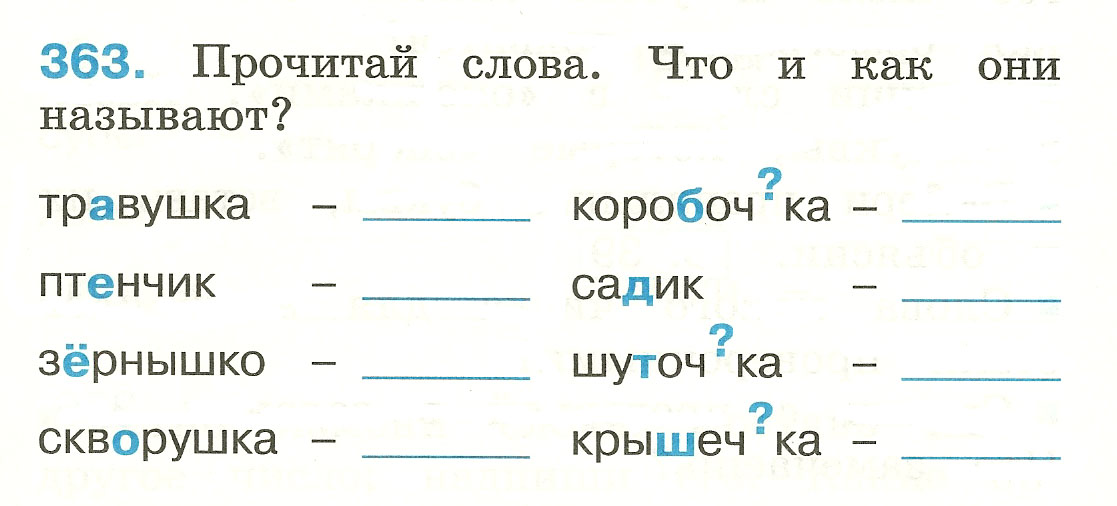 363. Прочитай слова. Что и как они
называют?
травушка – ________ коробоч?ка – ________
птенчик – ________ садик – ________
зёрнышко – ________ шуточ?ка – ________
скворушка – ________ крышеч?ка – ________